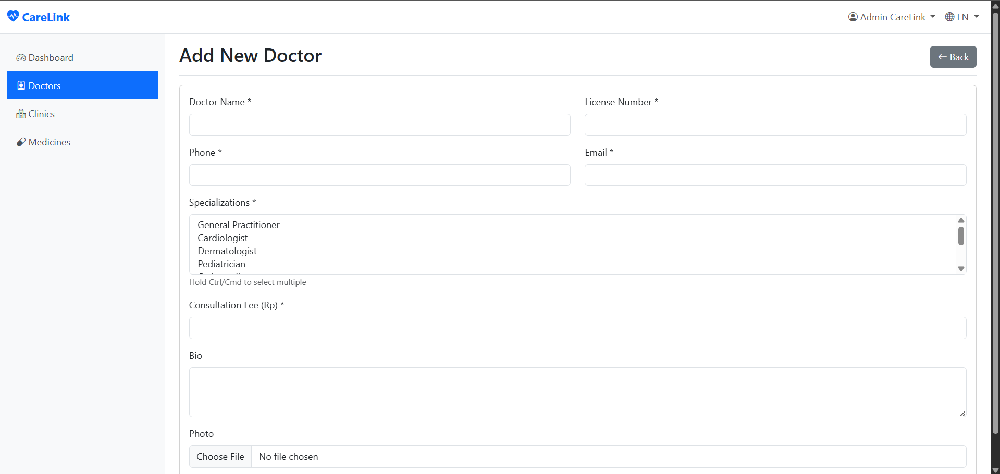 CareLink
Admin CareLink
EN
Dashboard
Doctors
Clinics
Medicines
Add New Doctor
← Back
Doctor Name *
License Number *
Phone *
Email *
Specializations *
General Practitioner
Cardiologist
Dermatologist
Pediatrician
Hold Ctrl/Cmd to select multiple
Consultation Fee (Rp) *
Bio
Photo
Choose File
No file chosen